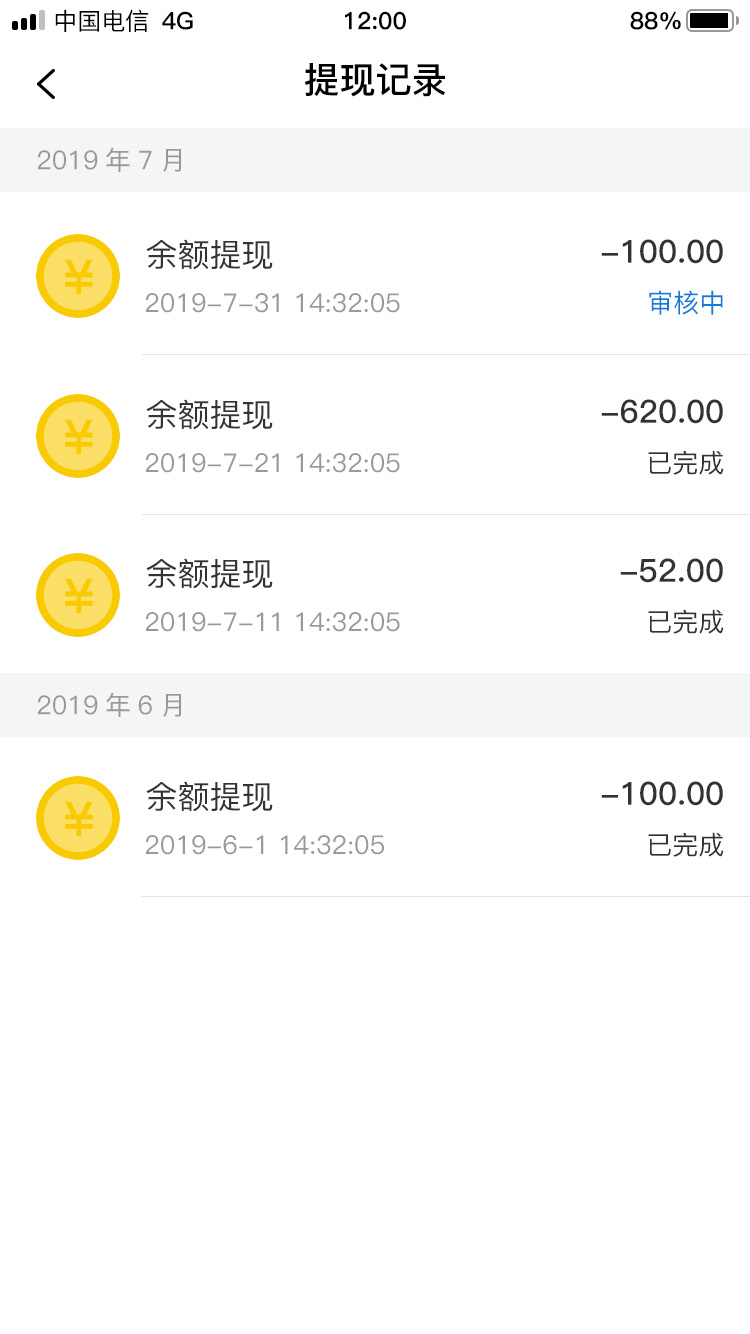 中国电信 4G 12:00 88%
提现记录
2019 年 7 月
余额提现 −100.00
2019−7−31 14:32:05 审核中
余额提现 −620.00
2019−7−21 14:32:05 已完成
余额提现 −52.00
2019−7−11 14:32:05 已完成
2019 年 6 月
余额提现 −100.00
2019−6−1 14:32:05 已完成